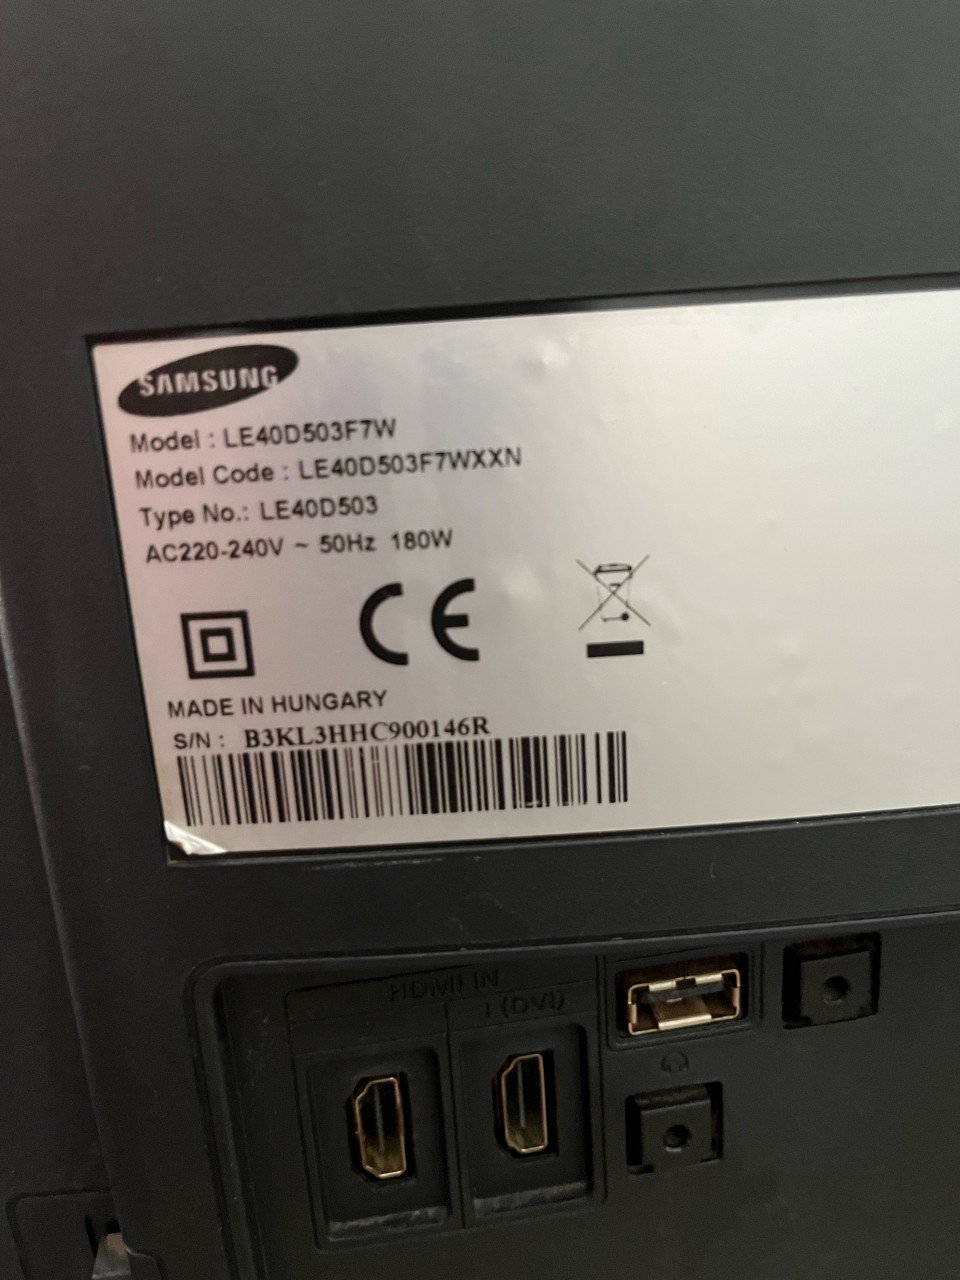 SAMSUNG
Model : LE40D503F7W
Model Code : LE40D503F7WXXN
Type No.: LE40D503
AC220-240V ~ 50Hz 180W
CE
MADE IN HUNGARY
S/N : B3KL3HHC900146R
HDMI IN
1(DVI)